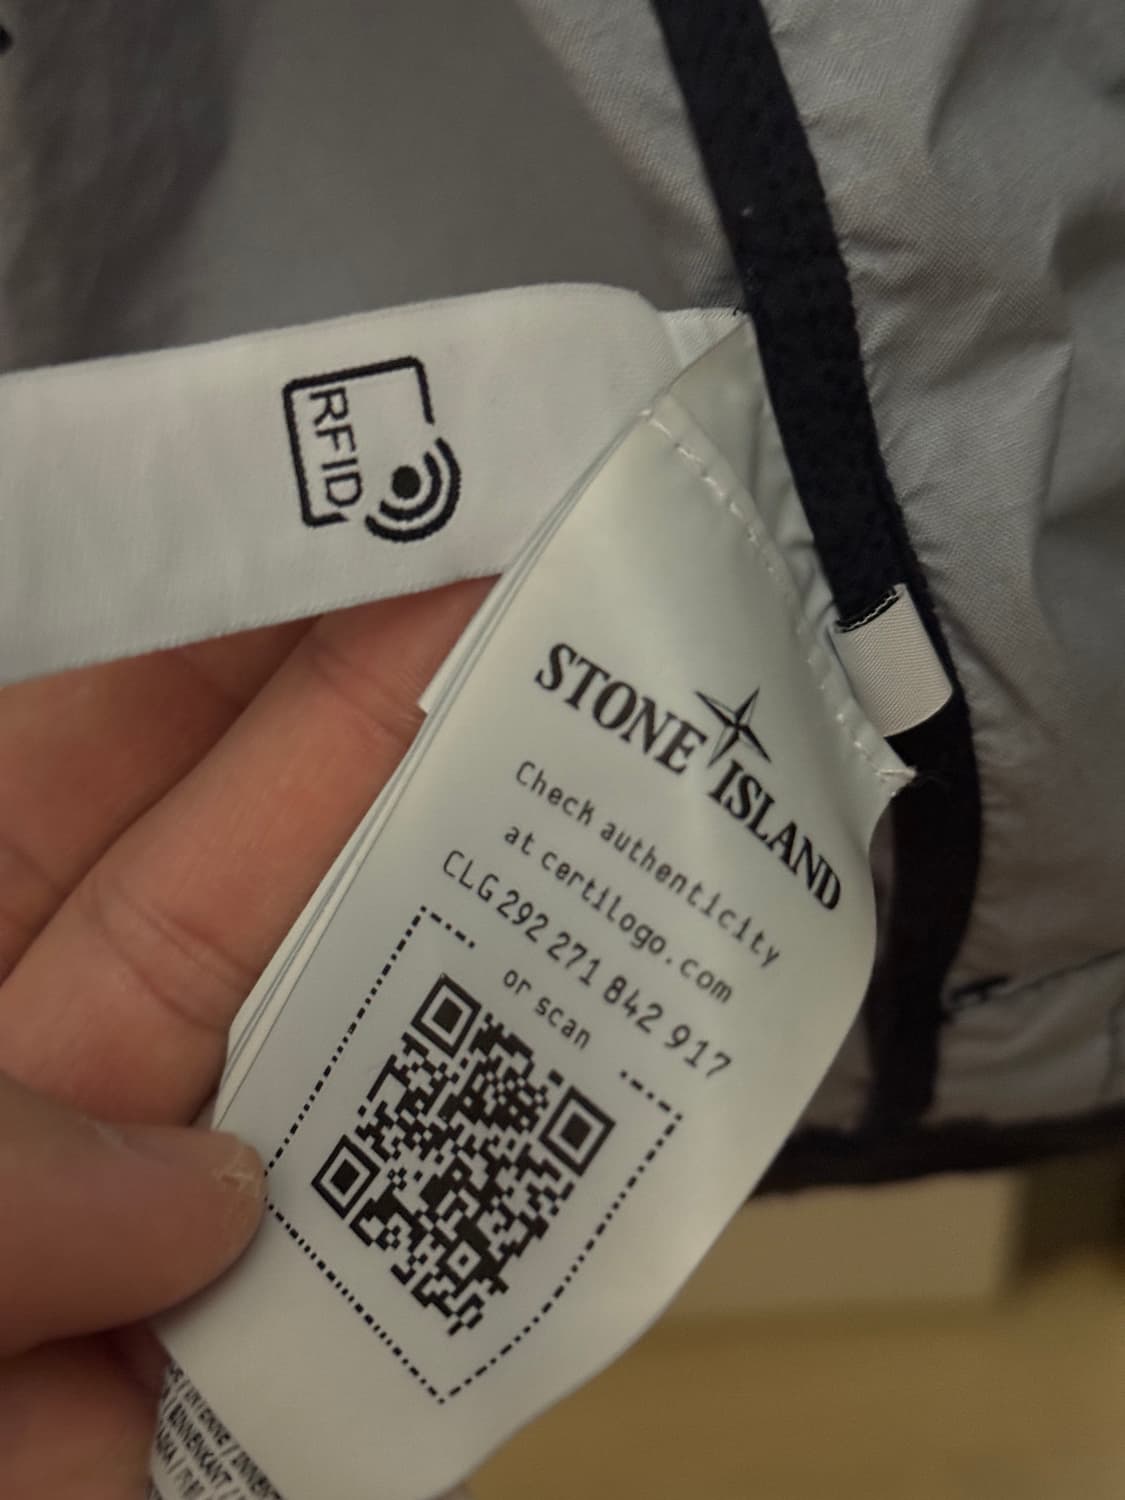 RFID
STONE ISLAND
Check authenticity
at certilogo.com
CLG 292 271 842 917
or scan